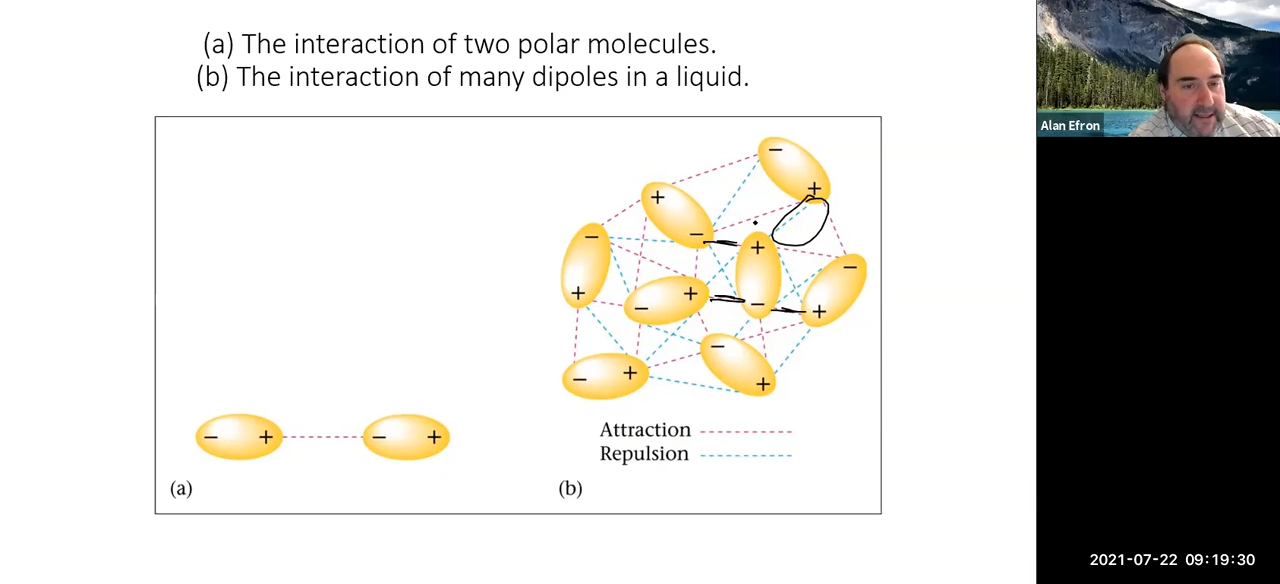 (a) The interaction of two polar molecules.
(b) The interaction of many dipoles in a liquid.
Alan Efron
− +
+
+ −
− + −
+ + − +
− − +
−
− + +
Attraction
Repulsion
− + − +
(a) (b)
2021-07-22 09:19:30